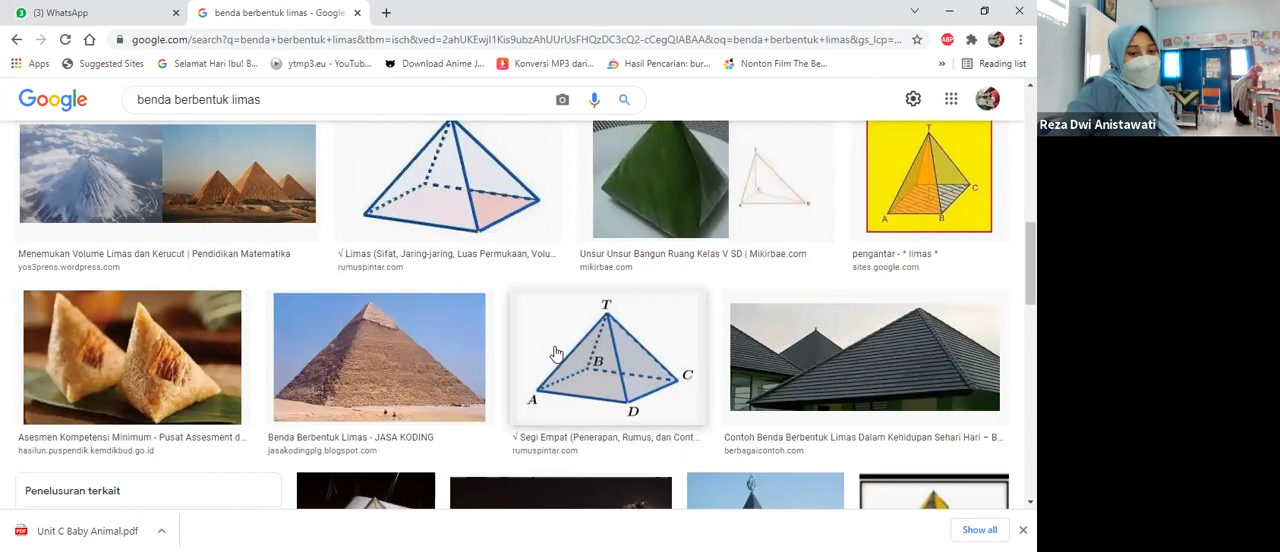 (3) WhatsApp
benda berbentuk limas - Google
google.com/search?q=benda+berbentuk+limas&tbm=isch&ved=2ahUKEwjI1Kis9ubzAhUUrUsFHQzDC3cQ2-cCegQIABAA&oq=benda+berbentuk+limas&gs_lcp=...
ABP
Apps
Suggested Sites
Selamat Hari Ibu! B...
ytmp3.eu - YouTub...
Download Anime J...
Konversi MP3 dari...
Hasil Pencarian: bur...
Nonton Film The Be...
»
Reading list
Google
benda berbentuk limas
Reza Dwi Anistawati
T
C
A
B
Menemukan Volume Limas dan Kerucut | Pendidikan Matematika
yos3prens.wordpress.com
√ Limas (Sifat, Jaring-jaring, Luas Permukaan, Volu...
rumuspintar.com
Unsur Unsur Bangun Ruang Kelas V SD | Mikirbae.com
mikirbae.com
pengantar - * limas *
sites.google.com
T
B
C
A
D
Asesmen Kompetensi Minimum - Pusat Assesment d...
hasilun.puspendik.kemdikbud.go.id
Benda Berbentuk Limas - JASA KODING
jasakodingplg.blogspot.com
√ Segi Empat (Penerapan, Rumus, dan Cont...
rumuspintar.com
Contoh Benda Berbentuk Limas Dalam Kehidupan Sehari Hari – B...
berbagaicontoh.com
Penelusuran terkait
Unit C Baby Animal.pdf
Show all